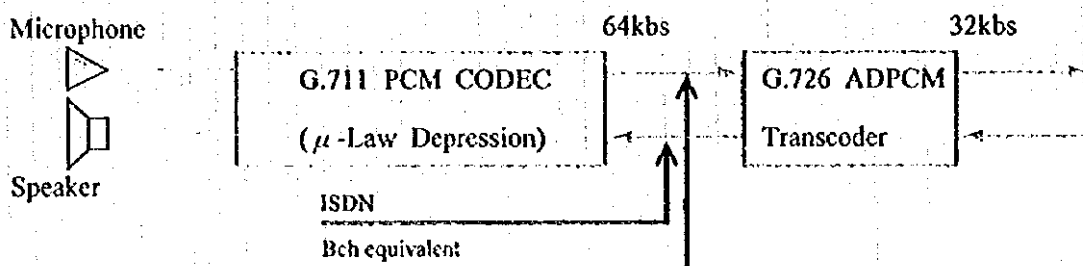 Microphone
64kbs
32kbs
G.711 PCM CODEC
G.726 ADPCM
(μ-Law Depression)
Transcoder
Speaker
ISDN
Bch equivalent